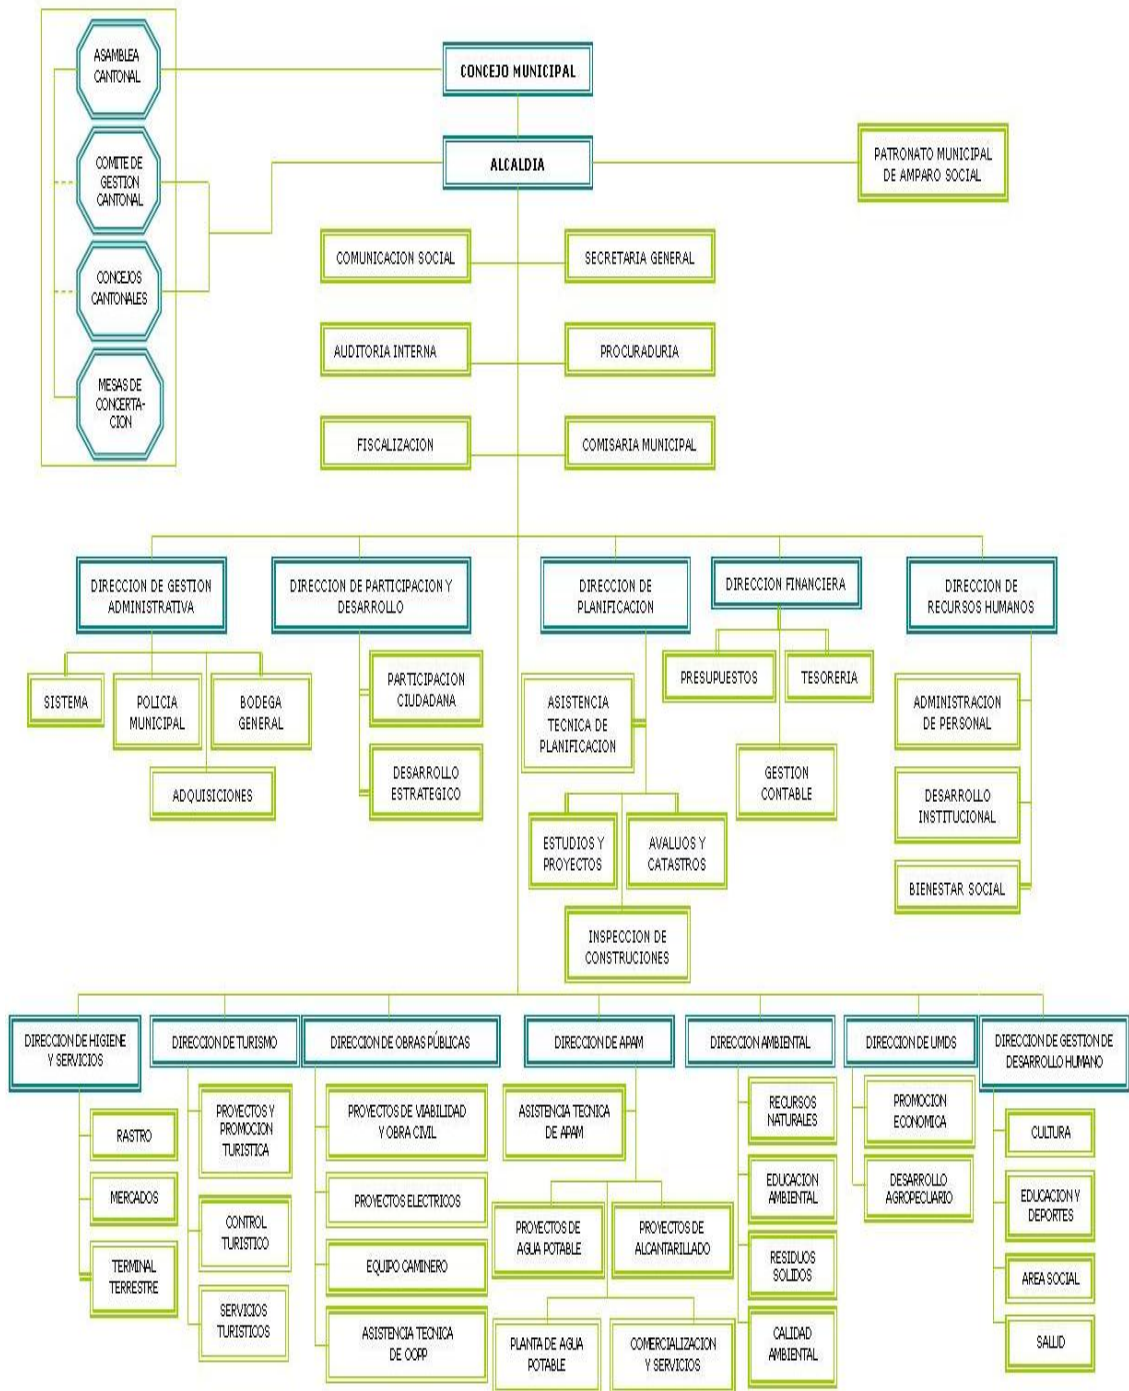 ASAMBLEA
CANTONAL
CONCEJO MUNICIPAL
COMITE DE
GESTION
CANTONAL
ALCALDIA
PATRONATO MUNICIPAL
DE AMPARO SOCIAL
CONCEJOS
CANTONALES
COMUNICACION SOCIAL
SECRETARIA GENERAL
AUDITORIA INTERNA
PROCURADURIA
MESAS DE
CONCERTA-
CION
FISCALIZACION
COMISARIA MUNICIPAL
DIRECCION DE GESTION
ADMINISTRATIVA
DIRECCION DE PARTICIPACION Y
DESARROLLO
DIRECCION DE
PLANIFICACION
DIRECCION FINANCIERA
DIRECCION DE
RECURSOS HUMANOS
SISTEMA
POLICIA
MUNICIPAL
BODEGA
GENERAL
ADQUISICIONES
PARTICIPACION
CIUDADANA
DESARROLLO
ESTRATEGICO
ASISTENCIA
TECNICA DE
PLANIFICACION
ESTUDIOS Y
PROYECTOS
AVALUOS Y
CATASTROS
INSPECCION DE
CONSTRUCIONES
PRESUPUESTOS
TESORERIA
GESTION
CONTABLE
ADMINISTRACION
DE PERSONAL
DESARROLLO
INSTITUCIONAL
BIENESTAR SOCIAL
DIRECCION DE HIGIENE
Y SERVICIOS
DIRECCION DE TURISMO
DIRECCION DE OBRAS PÚBLICAS
DIRECCION DE APAM
DIRECCION AMBIENTAL
DIRECCION DE UMDS
DIRECCION DE GESTION DE
DESARROLLO HUMANO
RASTRO
MERCADOS
TERMINAL
TERRESTRE
PROYECTOS Y
PROMOCION
TURISTICA
CONTROL
TURISTICO
SERVICIOS
TURISTICOS
PROYECTOS DE VIABILIDAD
Y OBRA CIVIL
PROYECTOS ELECTRICOS
EQUIPO CAMINERO
ASISTENCIA TECNICA
DE OOPP
ASISTENCIA TECNICA
DE APAM
PROYECTOS DE
AGUA POTABLE
PROYECTOS DE
ALCANTARILLADO
PLANTA DE AGUA
POTABLE
COMERCIALIZACION
Y SERVICIOS
RECURSOS
NATURALES
EDUCACION
AMBIENTAL
RESIDUOS
SOLIDOS
CALIDAD
AMBIENTAL
PROMOCION
ECONOMICA
DESARROLLO
AGROPECUARIO
CULTURA
EDUCACION Y
DEPORTES
AREA SOCIAL
SALUD